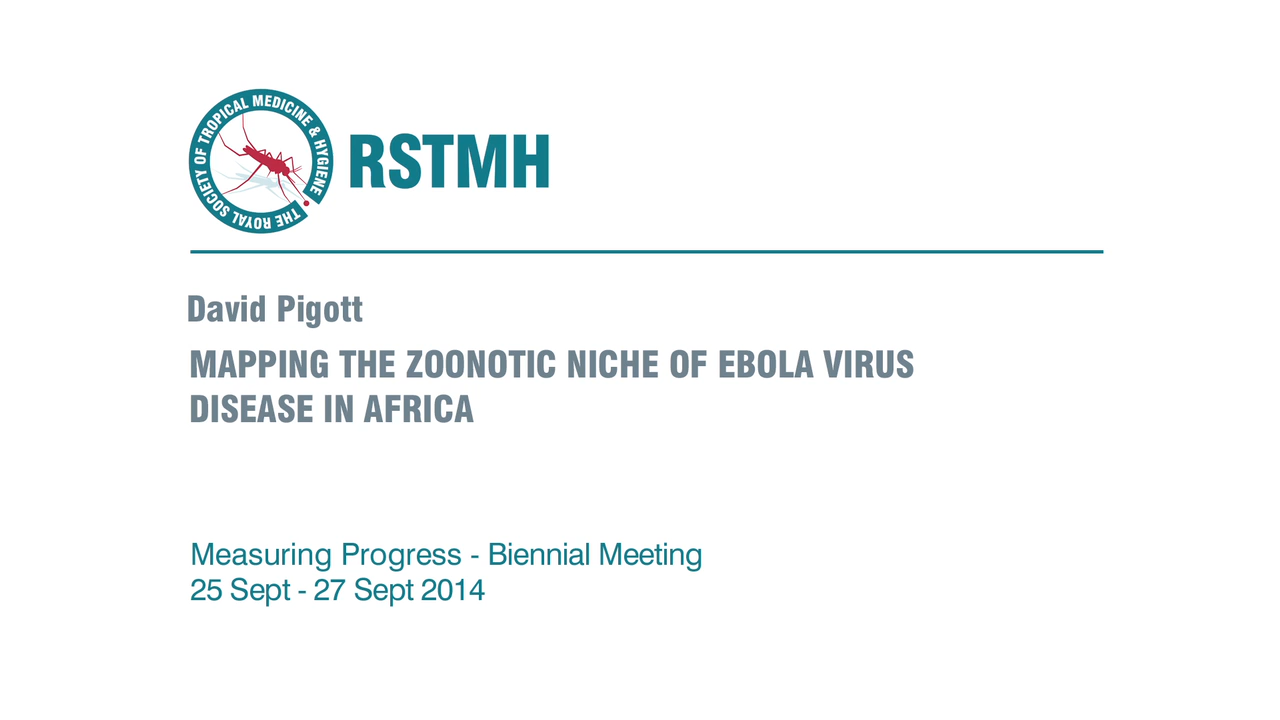 THE ROYAL SOCIETY OF TROPICAL MEDICINE & HYGIENE
RSTMH
David Pigott
MAPPING THE ZOONOTIC NICHE OF EBOLA VIRUS
DISEASE IN AFRICA
Measuring Progress - Biennial Meeting
25 Sept - 27 Sept 2014